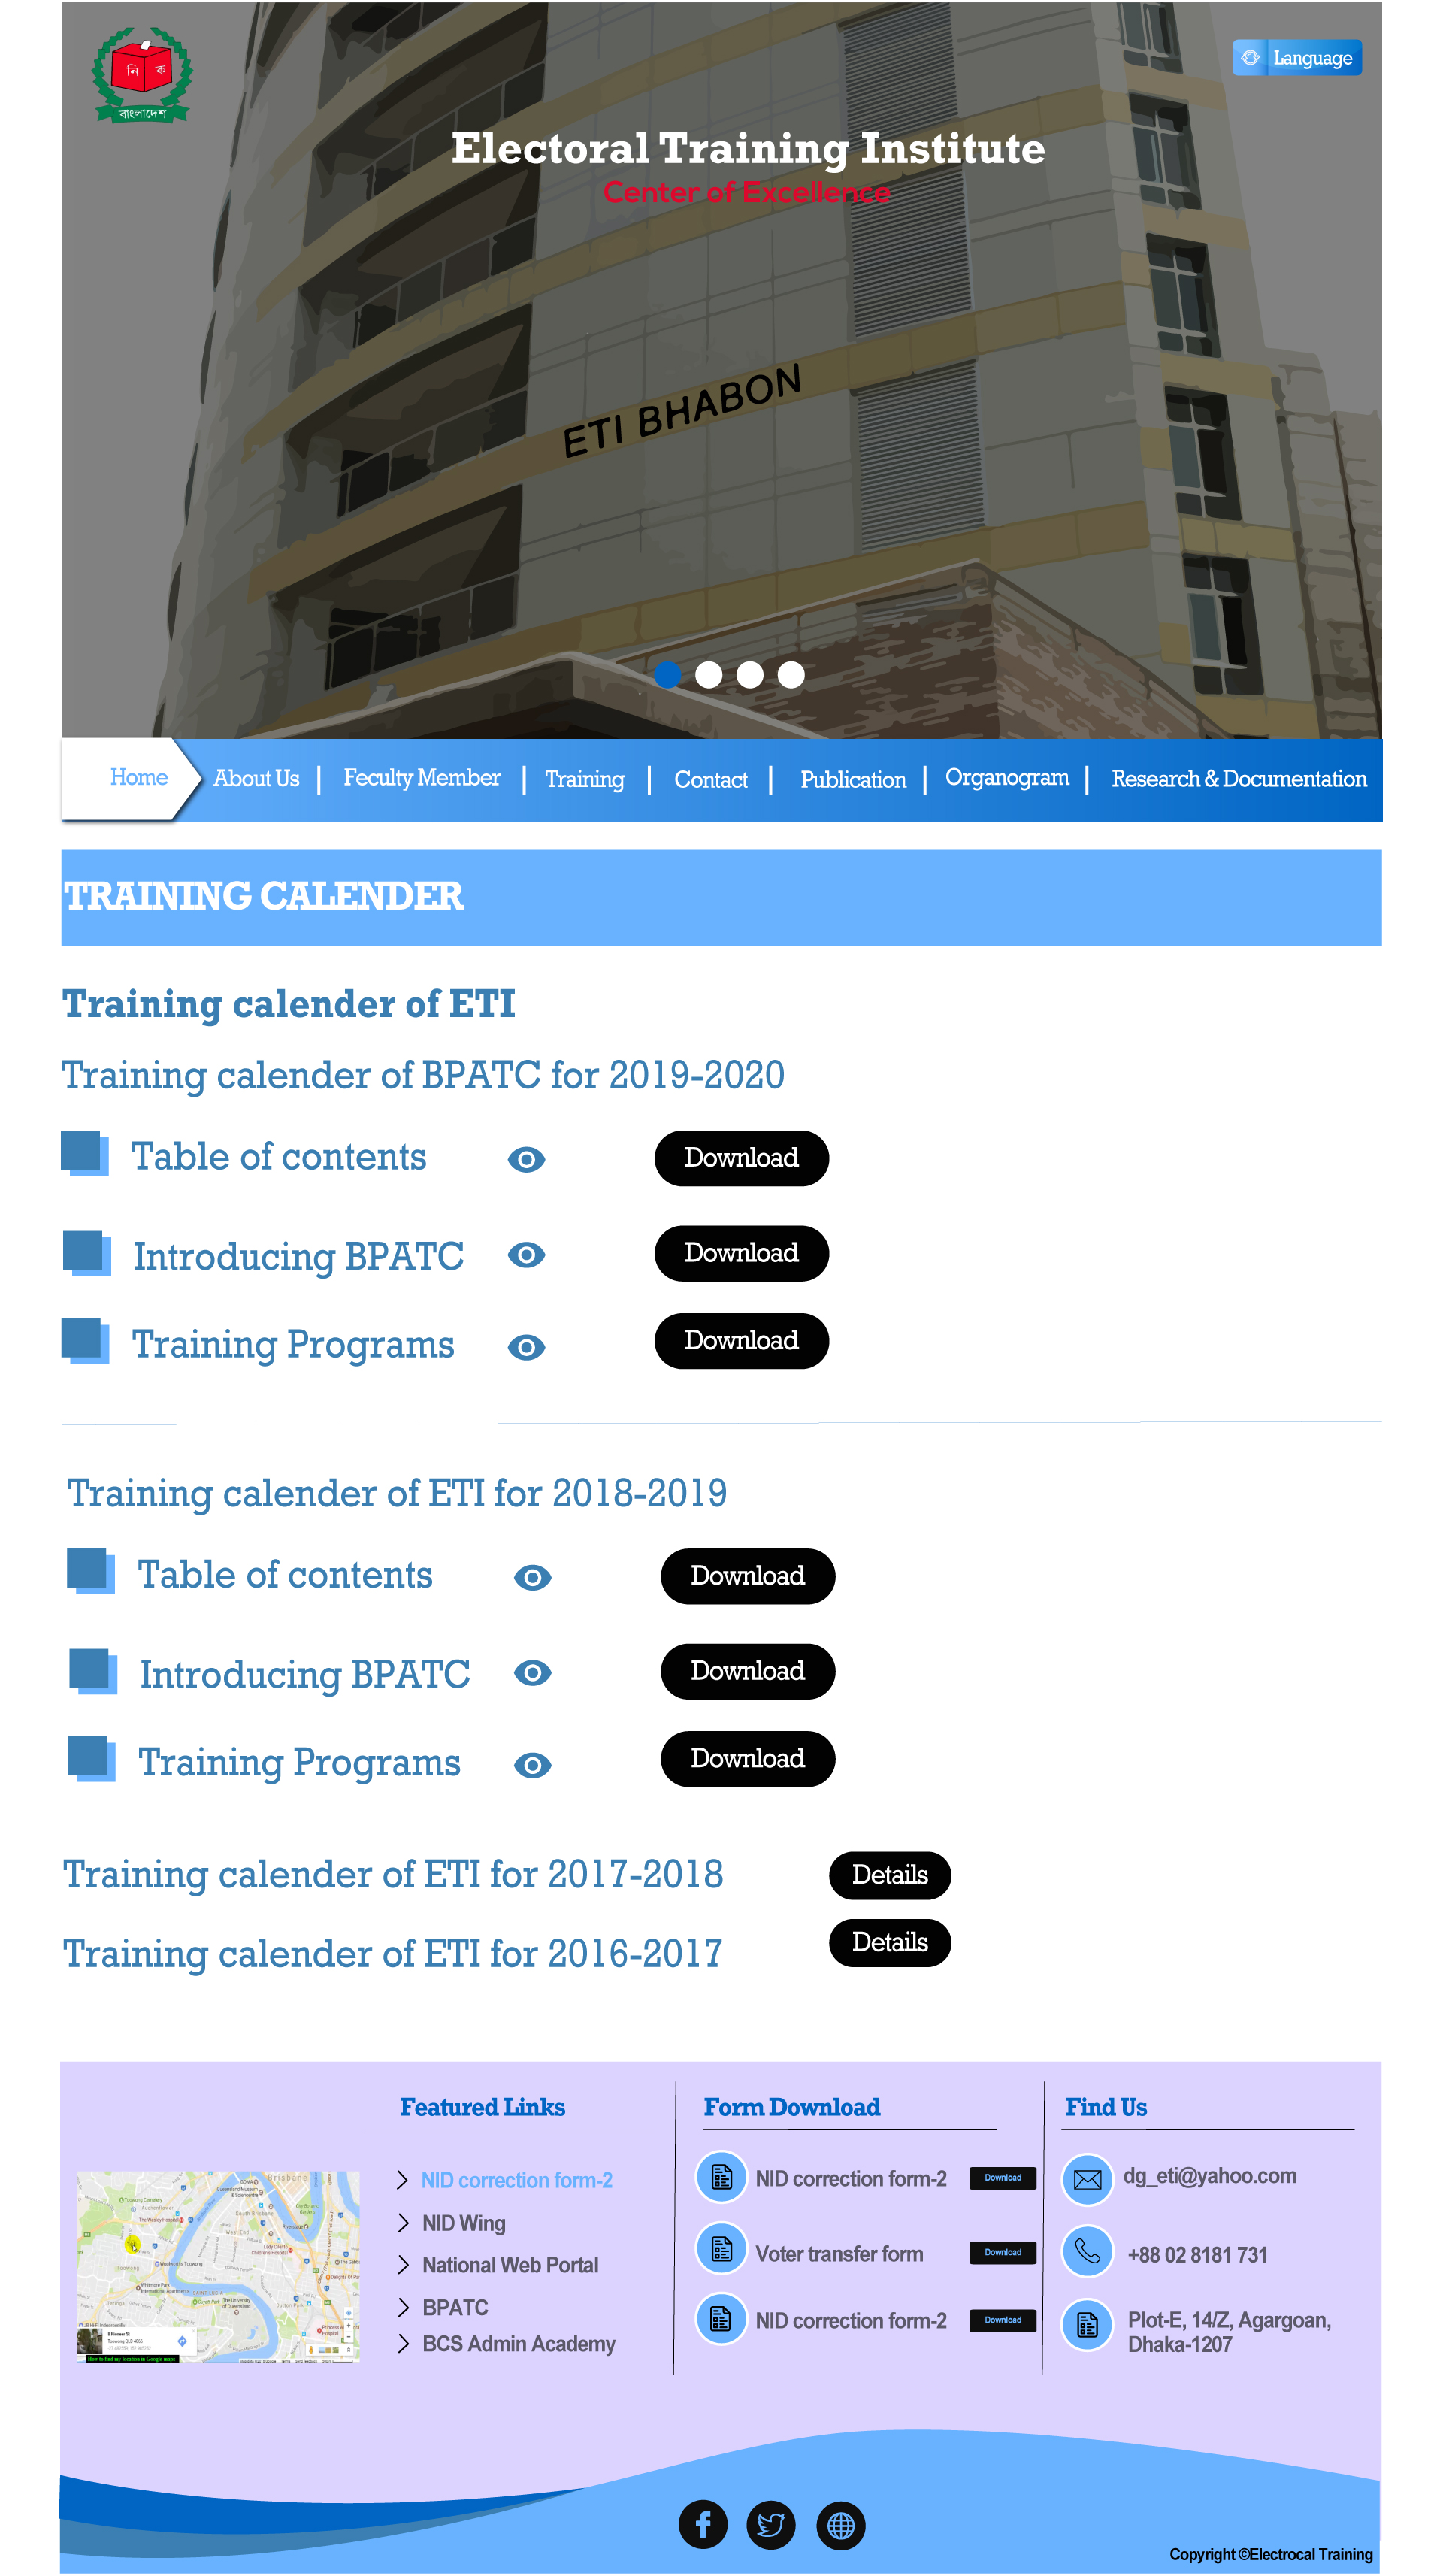 নি ক
বাংলাদেশ
Language
Electoral Training Institute
Center of Excellence
ETI BHABON
Home
About Us
Feculty Member
Training
Contact
Publication
Organogram
Research & Documentation
TRAINING CALENDER
Training calender of ETI
Training calender of BPATC for 2019-2020
Table of contents
Download
Introducing BPATC
Download
Training Programs
Download
Training calender of ETI for 2018-2019
Table of contents
Download
Introducing BPATC
Download
Training Programs
Download
Training calender of ETI for 2017-2018
Details
Training calender of ETI for 2016-2017
Details
Brisbane
Featured Links
NID correction form-2
NID Wing
National Web Portal
BPATC
BCS Admin Academy
Form Download
NID correction form-2
Download
Voter transfer form
Download
NID correction form-2
Download
Find Us
dg_eti@yahoo.com
+88 02 8181 731
Plot-E, 14/Z, Agargoan,
Dhaka-1207
Copyright ©Electrocal Training